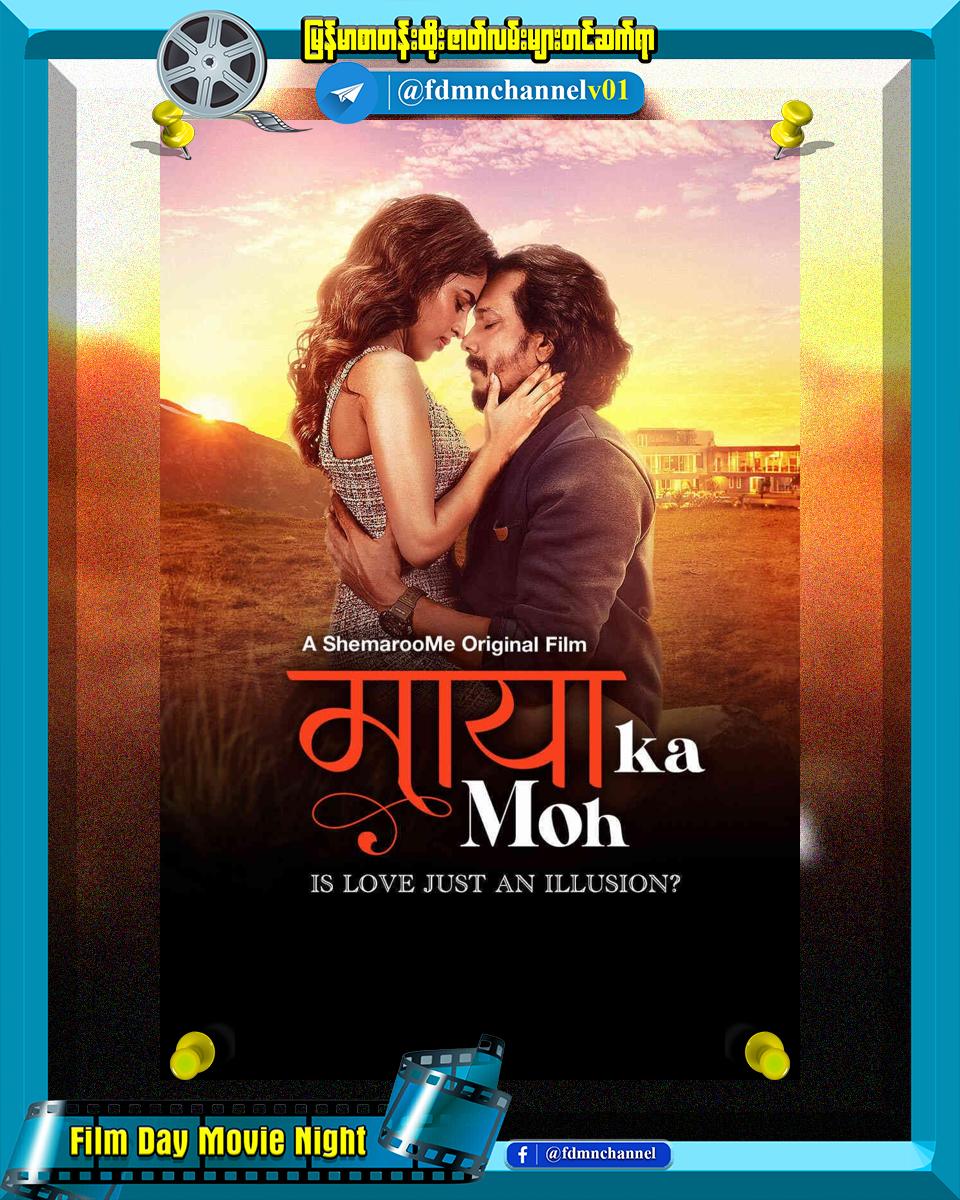 မြန်မာစာတန်းထိုးဇာတ်လမ်းများတင်ဆက်ရာ
@fdmnchannelv01
A ShemarooMe Original Film
माया ka
Moh
IS LOVE JUST AN ILLUSION?
Film Day Movie Night
@fdmnchannel